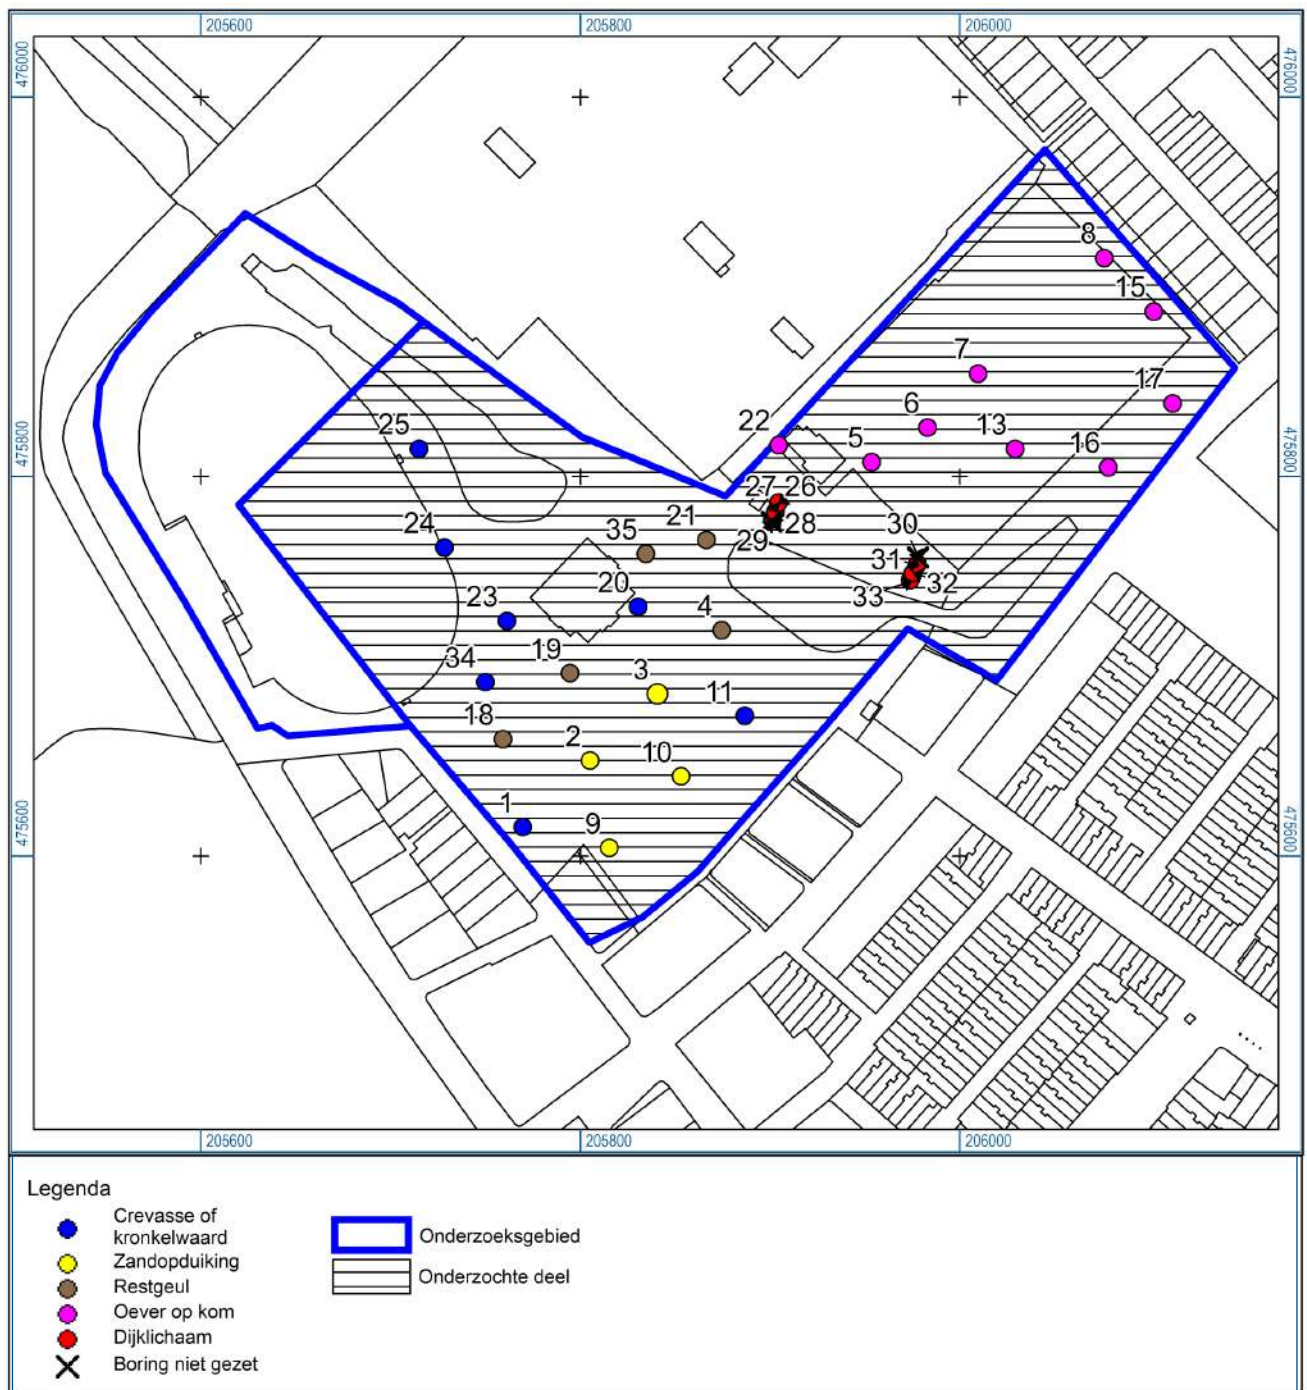 205600 205800 206000
476000 476000
8
15
7
17
22 6
25 5 13 16
475800 475800
27 26
24 35 21 29 28 30
31
20 33 32
23 4
34 19 3
11
18 2
10
1 9
475600 475600
205600 205800 206000
Legenda
Crevasse of
kronkelwaard
Zandopduiking
Restgeul
Oever op kom
Dijklichaam
Boring niet gezet
Onderzoeksgebied
Onderzochte deel